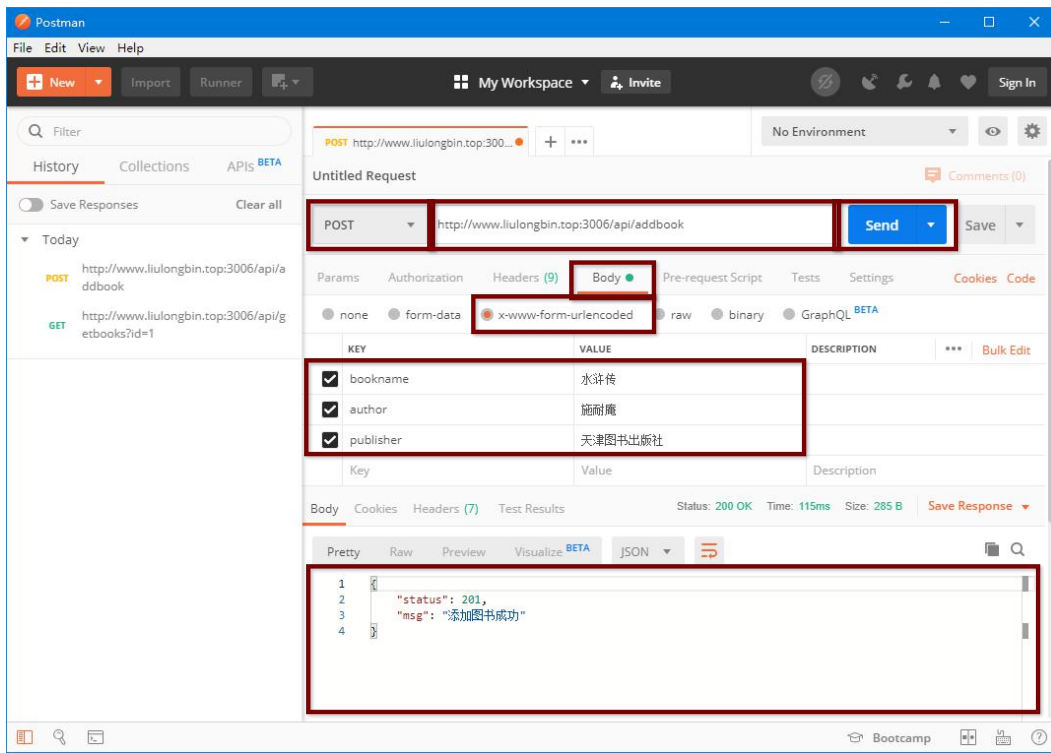 Postman
File Edit View Help
New Import Runner My Workspace Invite Sign In
Filter
History Collections APIs BETA
Save Responses Clear all
Today
POST http://www.liulongbin.top:3006/api/a
ddbook
GET http://www.liulongbin.top:3006/api/g
etbooks?id=1
POST http://www.liulongbin.top:300... No Environment
Untitled Request Comments (0)
POST http://www.liulongbin.top:3006/api/addbook Send Save
Params Authorization Headers (9) Body Pre-request Script Tests Settings Cookies Code
none form-data x-www-form-urlencoded raw binary GraphQL BETA
KEY VALUE DESCRIPTION Bulk Edit
bookname 水浒传
author 施耐庵
publisher 天津图书出版社
Key Value Description
Body Cookies Headers (7) Test Results Status: 200 OK Time: 115ms Size: 285 B Save Response
Pretty Raw Preview Visualize BETA JSON
1 {
2 "status": 201,
3 "msg": "添加图书成功"
4 }
Bootcamp